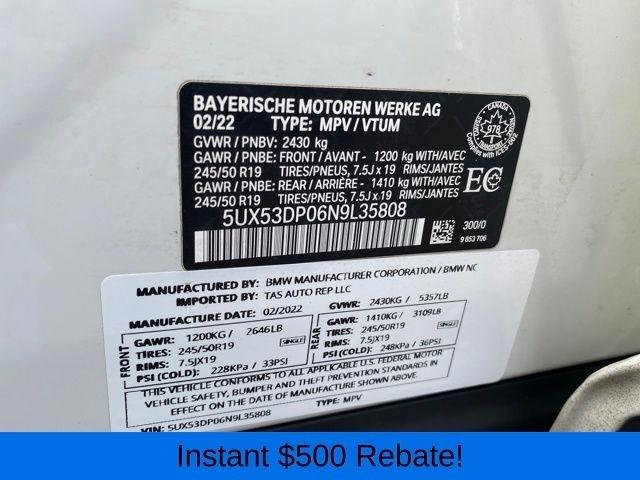 BAYERISCHE MOTOREN WERKE AG
02/22 TYPE: MPV / VTUM
GVWR / PNBV: 2430 kg
GAWR / PNBE: FRONT / AVANT - 1200 kg WITH/AVEC
245/50 R19 TIRES/PNEUS, 7.5J x 19 RIMS/JANTES
GAWR / PNBE: REAR / ARRIÈRE - 1410 kg WITH/AVEC
245/50 R19 TIRES/PNEUS, 7.5J x 19 RIMS/JANTES
5UX53DP06N9L35808
CANADA
978
T
TRANSPORT
Complies with ICES-002
EC
300/0
9 853 706
MANUFACTURED BY: BMW MANUFACTURER CORPORATION / BMW NC
IMPORTED BY: TAS AUTO REP LLC
MANUFACTURE DATE: 02/2022 GVWR: 2430KG / 5357LB
FRONT
GAWR: 1200KG / 2646LB
TIRES: 245/50R19 SINGLE
RIMS: 7.5JX19
PSI (COLD): 228KPA / 33PSI
REAR
GAWR: 1410KG / 3109LB
TIRES: 245/50R19 SINGLE
RIMS: 7.5JX19
PSI (COLD): 248KPA / 36PSI
THIS VEHICLE CONFORMS TO ALL APPLICABLE U.S. FEDERAL MOTOR
VEHICLE SAFETY, BUMPER AND THEFT PREVENTION STANDARDS IN
EFFECT ON THE DATE OF MANUFACTURE SHOWN ABOVE.
VIN: 5UX53DP06N9L35808 TYPE: MPV
Instant $500 Rebate!